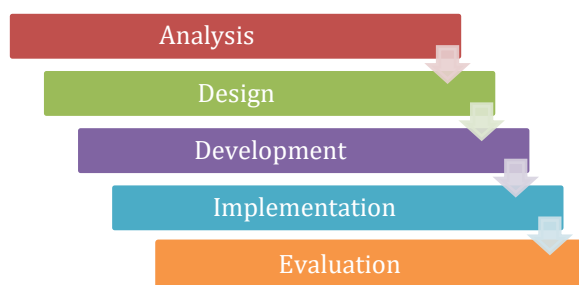 Analysis
Design
Development
Implementation
Evaluation